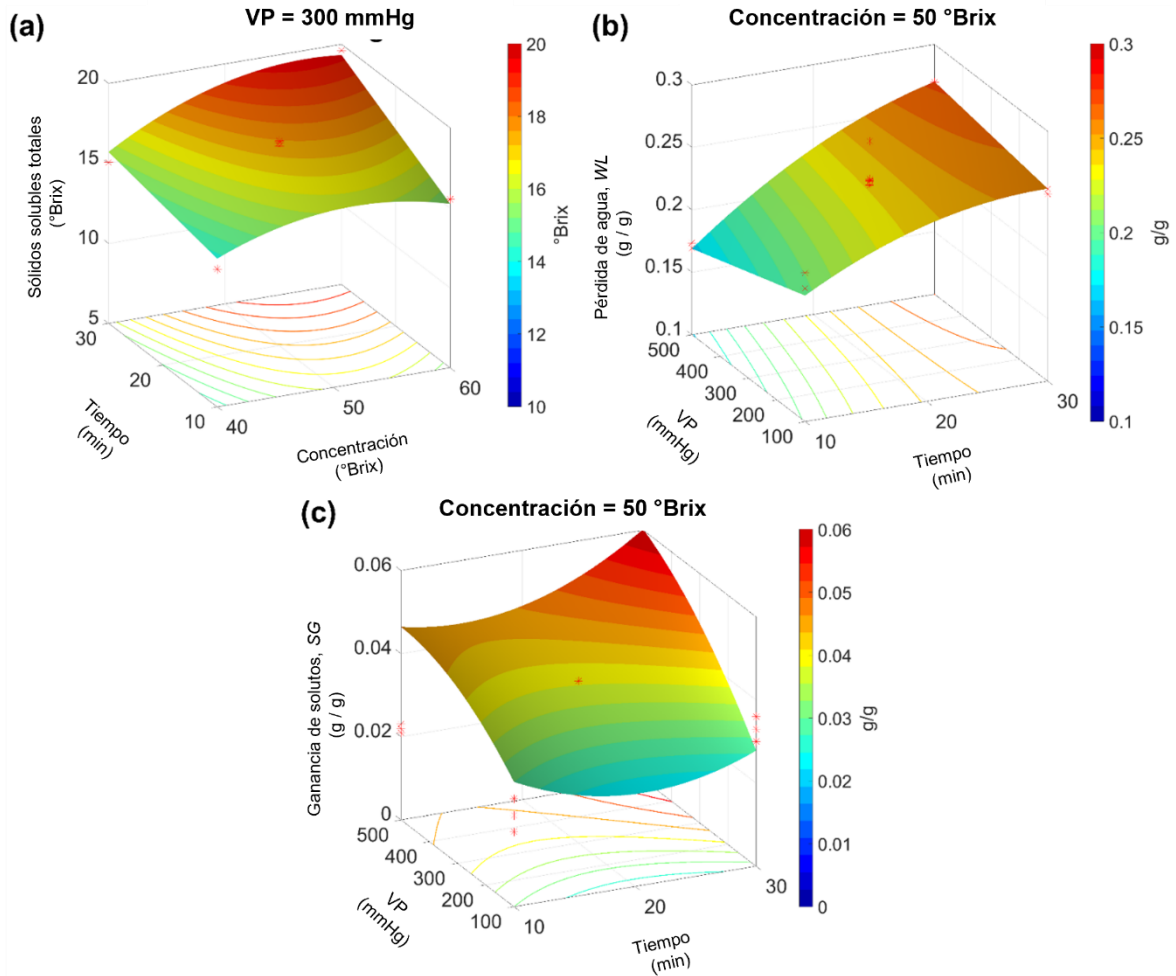 (a)
VP = 300 mmHg
Sólidos solubles totales
(°Brix)
20
15
10
5
30
20
10
Tiempo
(min)
40
50
60
Concentración
(°Brix)
20
18
16
14
12
10
°Brix
(b)
Concentración = 50 °Brix
Pérdida de agua, WL
(g / g)
0.3
0.25
0.2
0.15
0.1
500
400
300
200
100
VP
(mmHg)
10
20
30
Tiempo
(min)
0.3
0.25
0.2
0.15
0.1
g/g
(c)
Concentración = 50 °Brix
Ganancia de solutos, SG
(g / g)
0.06
0.04
0.02
0
500
400
300
200
100
VP
(mmHg)
10
20
30
Tiempo
(min)
0.06
0.05
0.04
0.03
0.02
0.01
0
g/g